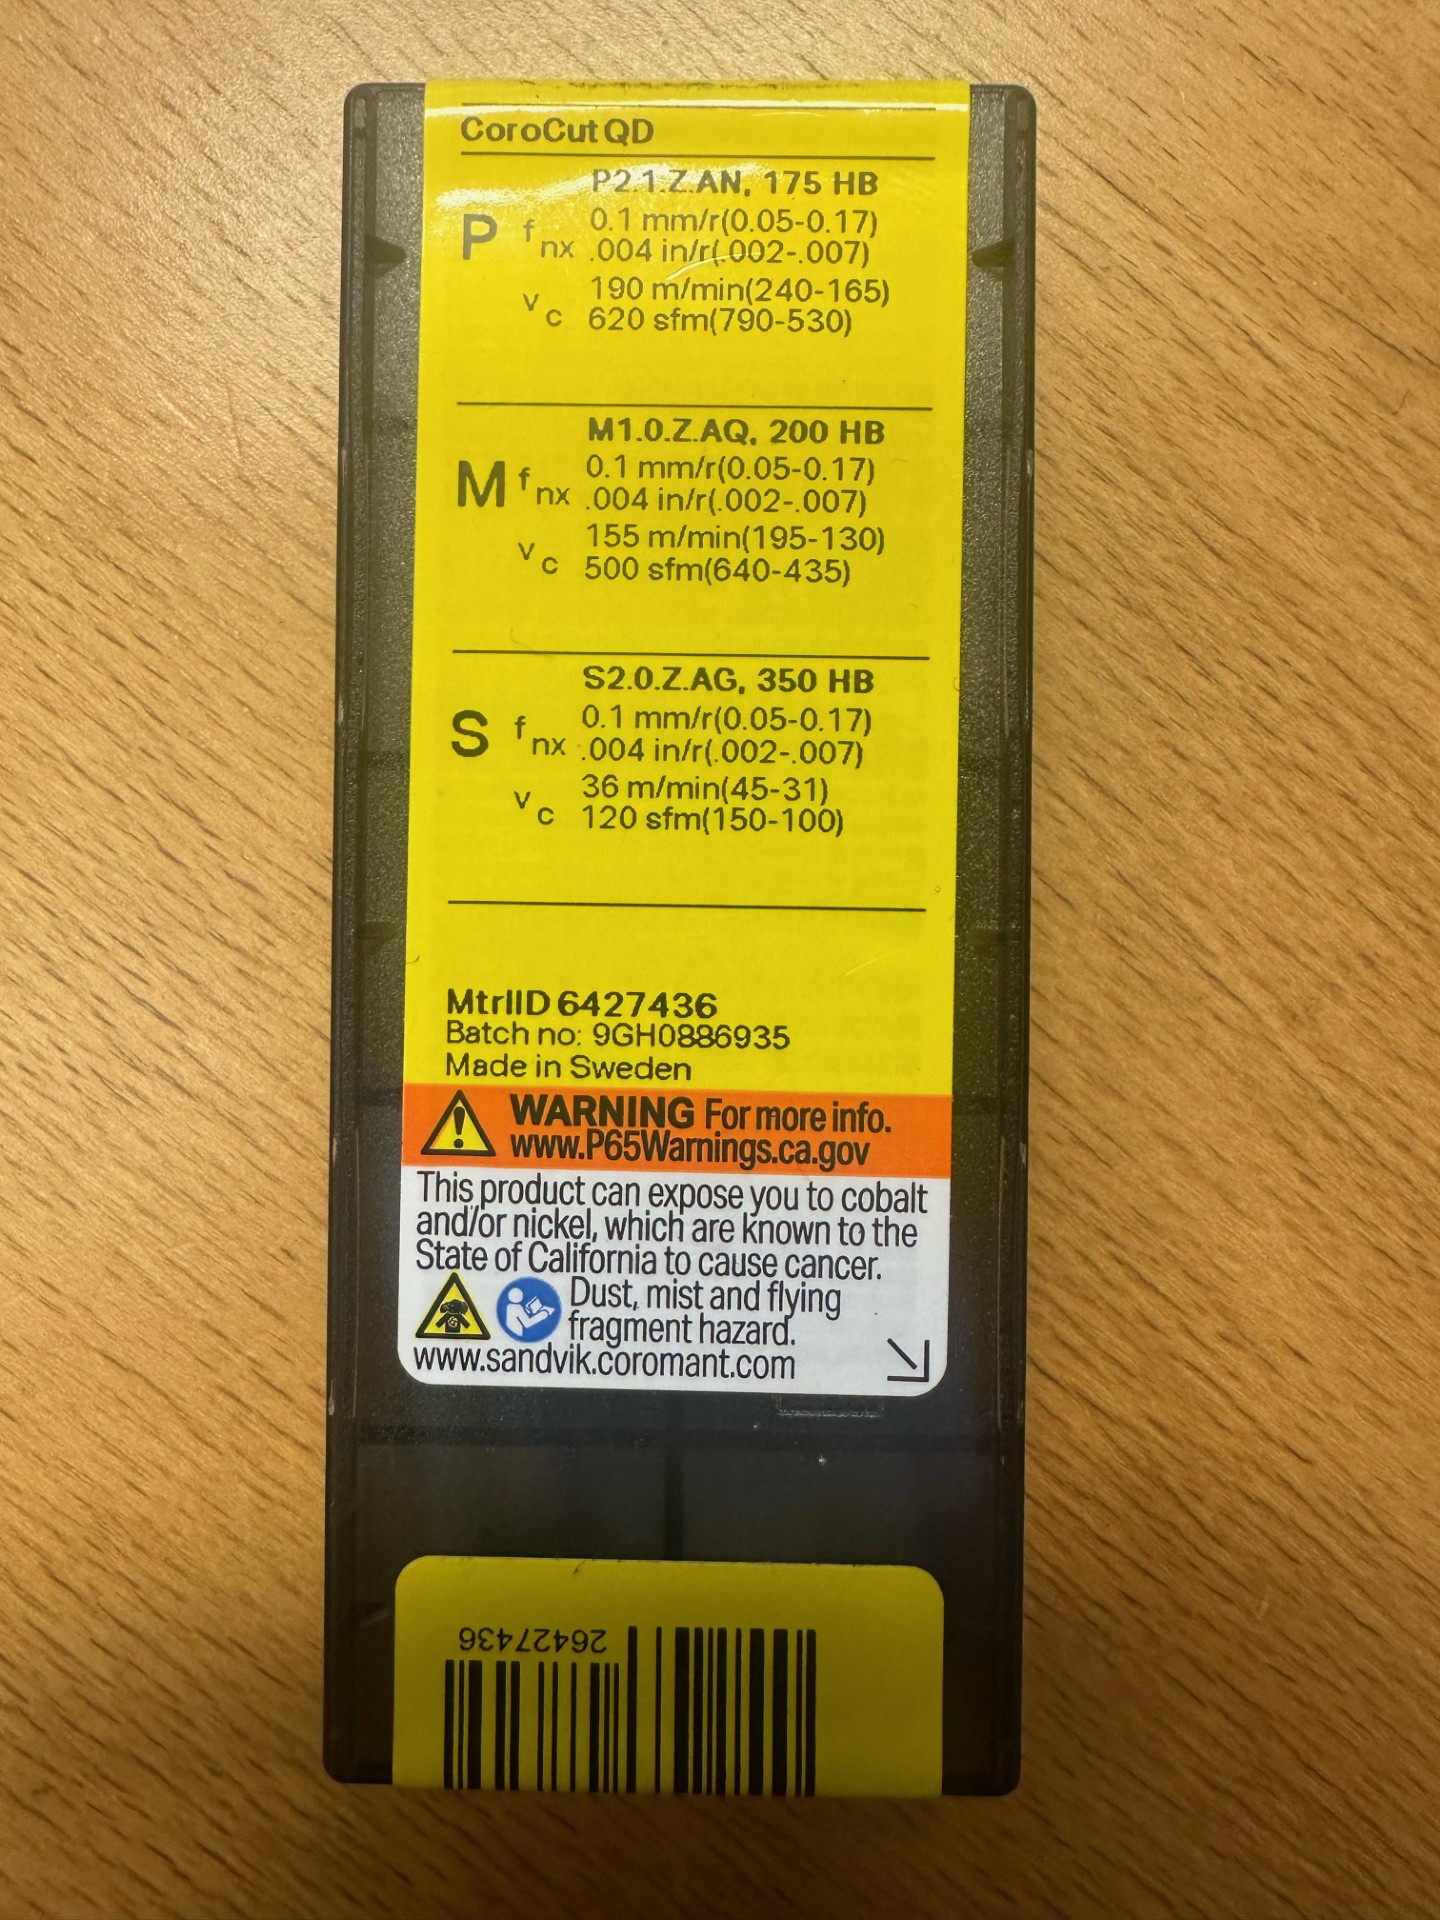 CoroCut QD
P2.1.Z.AN, 175 HB
P f nx 0.1 mm/r(0.05-0.17)
.004 in/r(.002-.007)
v c 190 m/min(240-165)
620 sfm(790-530)
M1.0.Z.AQ, 200 HB
M f nx 0.1 mm/r(0.05-0.17)
.004 in/r(.002-.007)
v c 155 m/min(195-130)
500 sfm(640-435)
S2.0.Z.AG, 350 HB
S f nx 0.1 mm/r(0.05-0.17)
.004 in/r(.002-.007)
v c 36 m/min(45-31)
120 sfm(150-100)
MtrlID 6427436
Batch no: 9GH0886935
Made in Sweden
WARNING For more info.
www.P65Warnings.ca.gov
This product can expose you to cobalt
and/or nickel, which are known to the
State of California to cause cancer.
Dust, mist and flying
fragment hazard.
www.sandvik.coromant.com
26427436